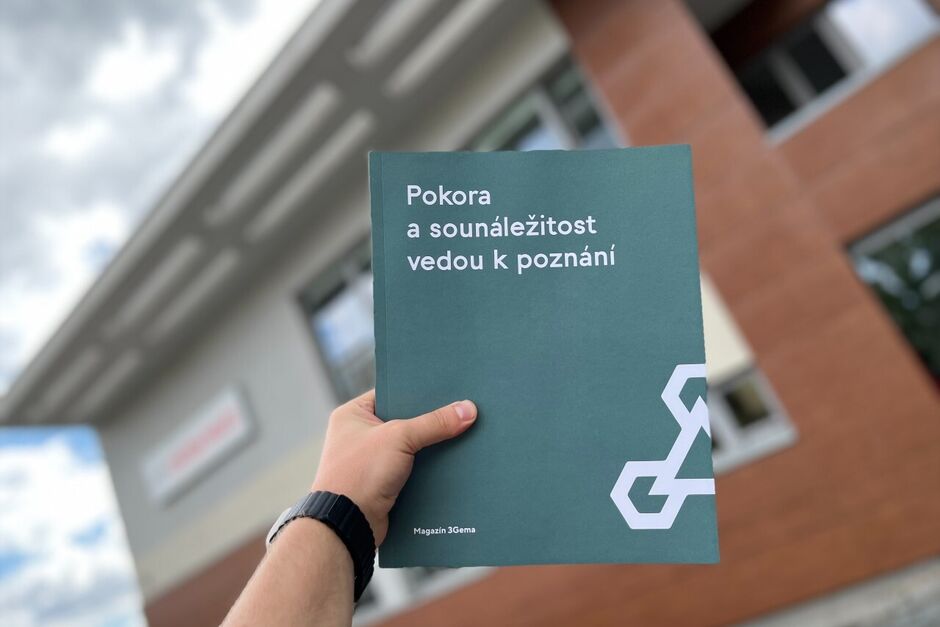 Pokora
a sounáležitost
vedou k poznání
Magazín 3Gema